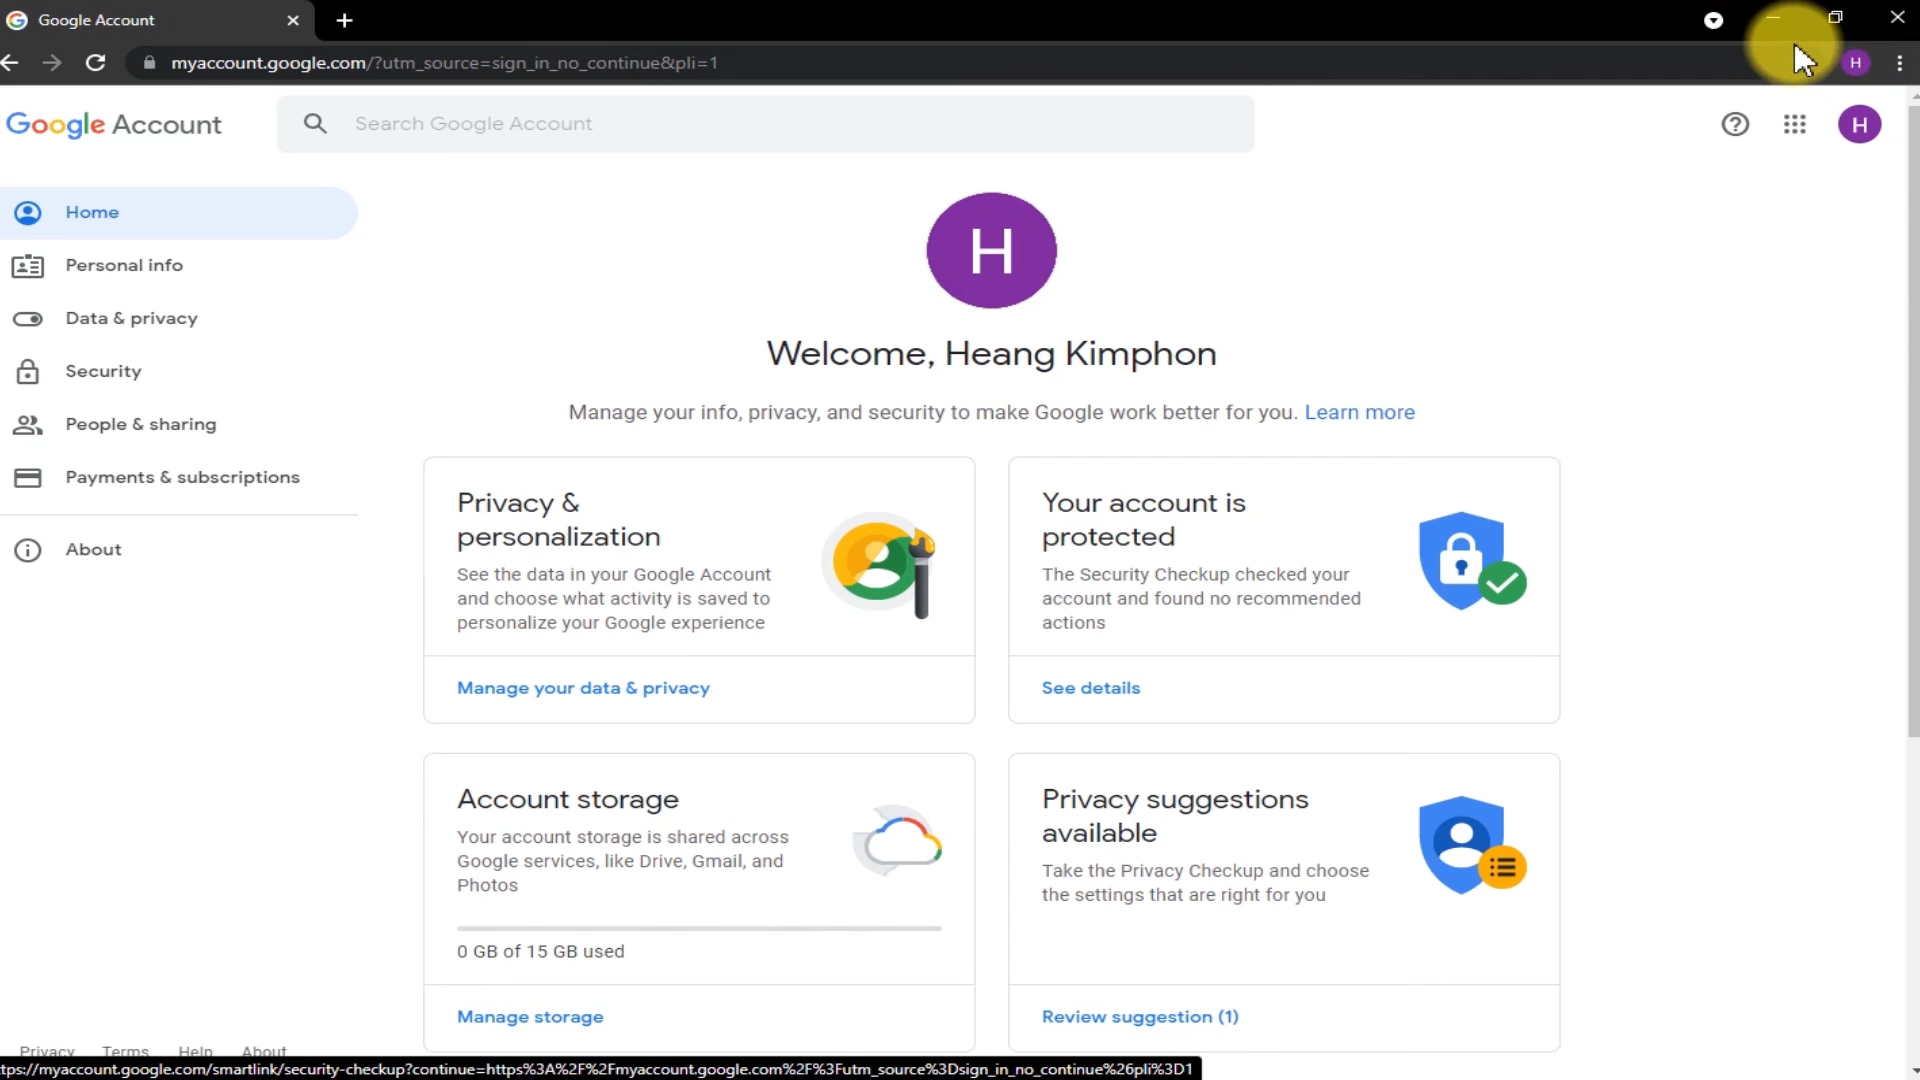 Google Account
myaccount.google.com/?utm_source=sign_in_no_continue&pli=1
H
Google Account
Search Google Account
H
Home
Personal info
Data & privacy
Security
People & sharing
Payments & subscriptions
About
H
Welcome, Heang Kimphon
Manage your info, privacy, and security to make Google work better for you. Learn more
Privacy &
personalization
See the data in your Google Account
and choose what activity is saved to
personalize your Google experience
Manage your data & privacy
Your account is
protected
The Security Checkup checked your
account and found no recommended
actions
See details
Account storage
Your account storage is shared across
Google services, like Drive, Gmail, and
Photos
0 GB of 15 GB used
Manage storage
Privacy suggestions
available
Take the Privacy Checkup and choose
the settings that are right for you
Review suggestion (1)
Privacy Terms Help About
tps://myaccount.google.com/smartlink/security-checkup?continue=https%3A%2F%2Fmyaccount.google.com%2F%3Futm_source%3Dsign_in_no_continue%26pli%3D1